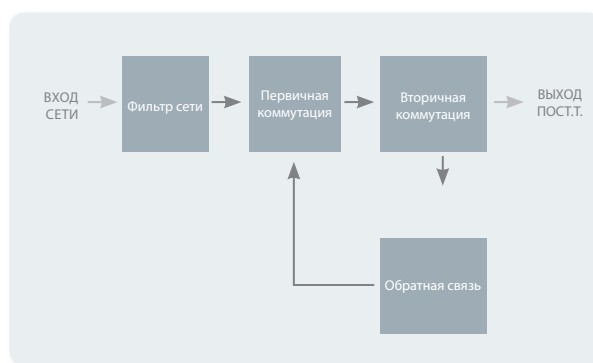 ВХОД
СЕТИ
Фильтр сети
Первичная
коммутация
Вторичная
коммутация
ВЫХОД
ПОСТ.Т.
Обратная связь